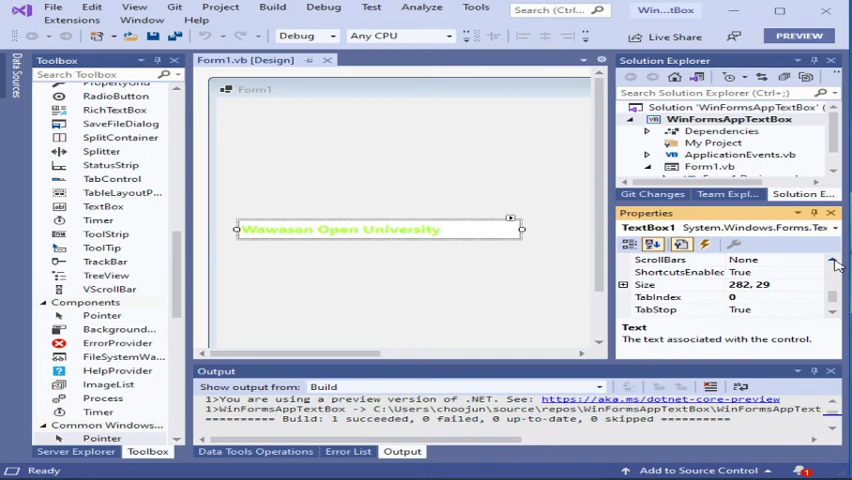 File Edit View Git Project Build Debug Test Analyze Tools Search (Ctrl+ Win...tBox
Extensions Window Help
Debug Any CPU Live Share PREVIEW
Data Sources
Toolbox
Search Toolbox
PropertyGrid
RadioButton
RichTextBox
SaveFileDialog
SplitContainer
Splitter
StatusStrip
TabControl
TableLayoutP...
TextBox
Timer
ToolStrip
ToolTip
TrackBar
TreeView
VScrollBar
Components
Pointer
Background...
ErrorProvider
FileSystemWa...
HelpProvider
ImageList
Process
Timer
Common Windows...
Pointer
Server Explorer Toolbox
Form1.vb [Design]
Form1
Wawasan Open University
Output
Show output from: Build
1>You are using a preview version of .NET. See: https://aka.ms/dotnet-core-preview
1>WinFormsAppTextBox -> C:\Users\choojun\source\repos\WinFormsAppTextBox\WinFormsAppText
========== Build: 1 succeeded, 0 failed, 0 up-to-date, 0 skipped ==========
Data Tools Operations Error List Output
Solution Explorer
Search Solution Explorer (Ctrl+;)
Solution 'WinFormsAppTextBox' (
VB WinFormsAppTextBox
Dependencies
My Project
VB ApplicationEvents.vb
Form1.vb
Git Changes Team Expl... Solution E...
Properties
TextBox1 System.Windows.Forms.Tex
ScrollBars None
ShortcutsEnabled True
Size 282, 29
TabIndex 0
TabStop True
Text
The text associated with the control.
Ready Add to Source Control 1